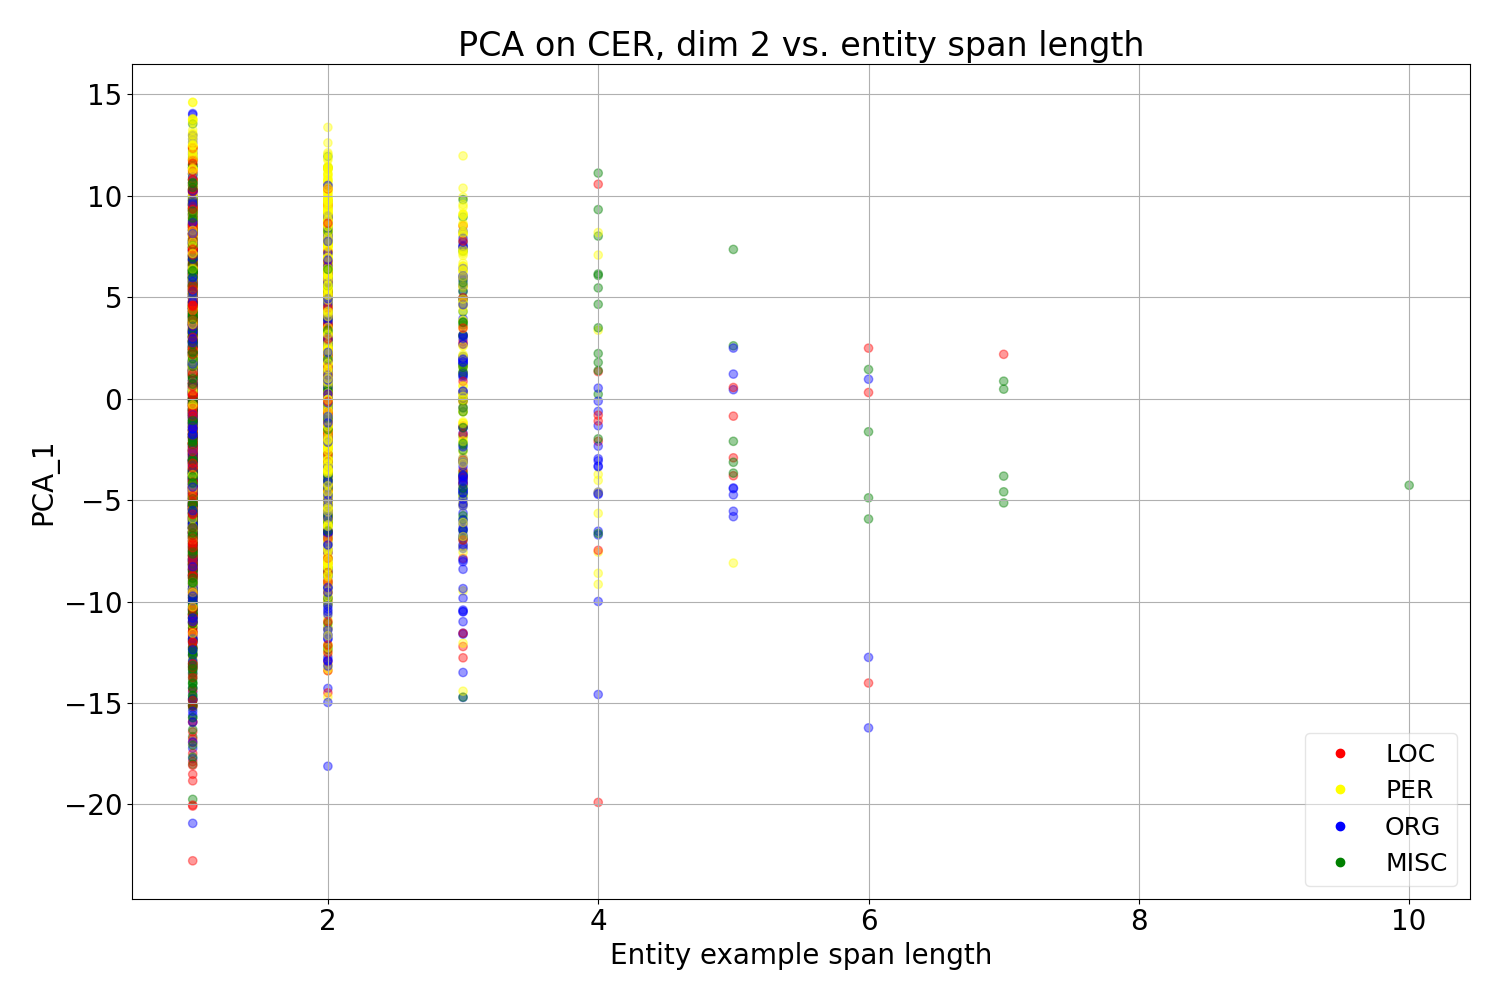 PCA on CER, dim 2 vs. entity span length
15
10
5
0
−5
−10
−15
−20
PCA_1
2
4
6
8
10
Entity example span length
LOC
PER
ORG
MISC